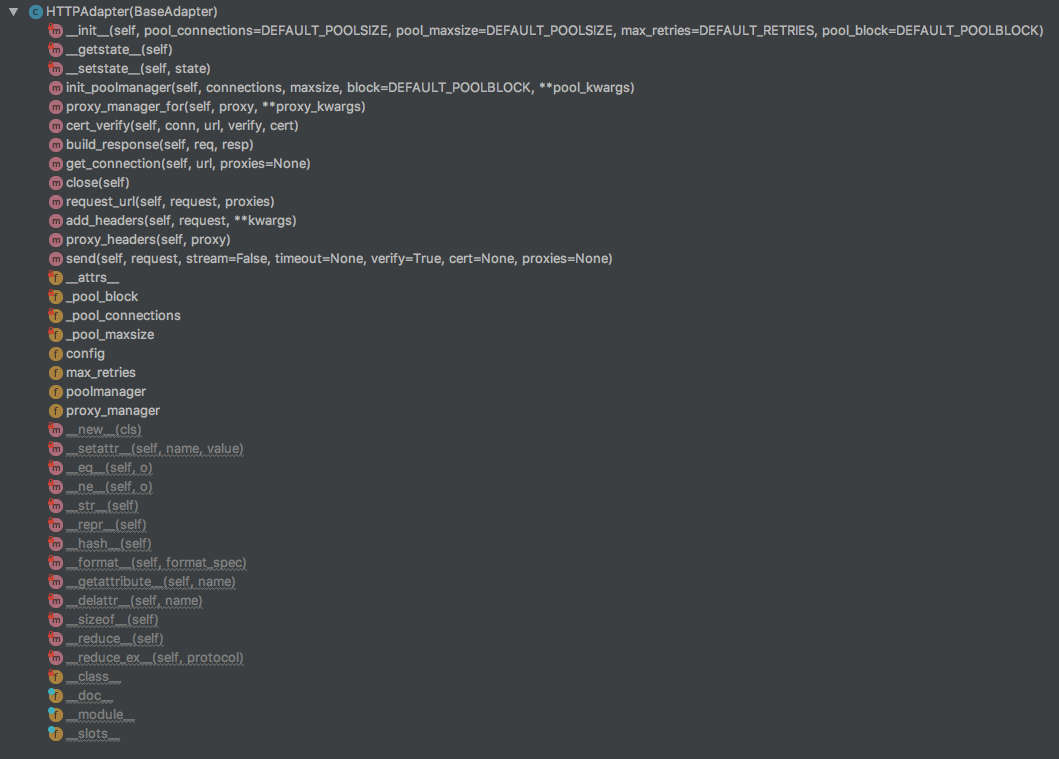 HTTPAdapter(BaseAdapter)
__init__(self, pool_connections=DEFAULT_POOLSIZE, pool_maxsize=DEFAULT_POOLSIZE, max_retries=DEFAULT_RETRIES, pool_block=DEFAULT_POOLBLOCK)
__getstate__(self)
__setstate__(self, state)
init_poolmanager(self, connections, maxsize, block=DEFAULT_POOLBLOCK, **pool_kwargs)
proxy_manager_for(self, proxy, **proxy_kwargs)
cert_verify(self, conn, url, verify, cert)
build_response(self, req, resp)
get_connection(self, url, proxies=None)
close(self)
request_url(self, request, proxies)
add_headers(self, request, **kwargs)
proxy_headers(self, proxy)
send(self, request, stream=False, timeout=None, verify=True, cert=None, proxies=None)
__attrs__
_pool_block
_pool_connections
_pool_maxsize
config
max_retries
poolmanager
proxy_manager
__new__(cls)
__setattr__(self, name, value)
__eq__(self, o)
__ne__(self, o)
__str__(self)
__repr__(self)
__hash__(self)
__format__(self, format_spec)
__getattribute__(self, name)
__delattr__(self, name)
__sizeof__(self)
__reduce__(self)
__reduce_ex__(self, protocol)
__class__
__doc__
__module__
__slots__